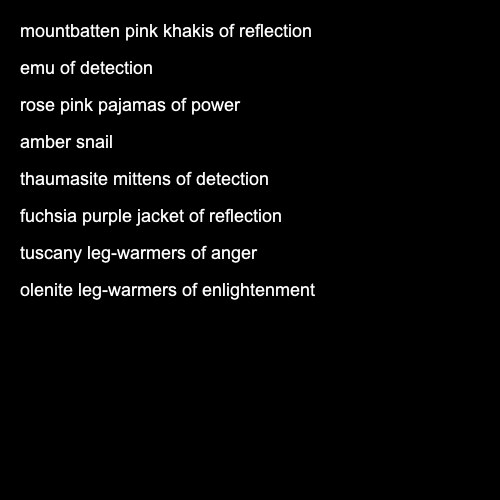 mountbatten pink khakis of reflection
emu of detection
rose pink pajamas of power
amber snail
thaumasite mittens of detection
fuchsia purple jacket of reflection
tuscany leg-warmers of anger
olenite leg-warmers of enlightenment